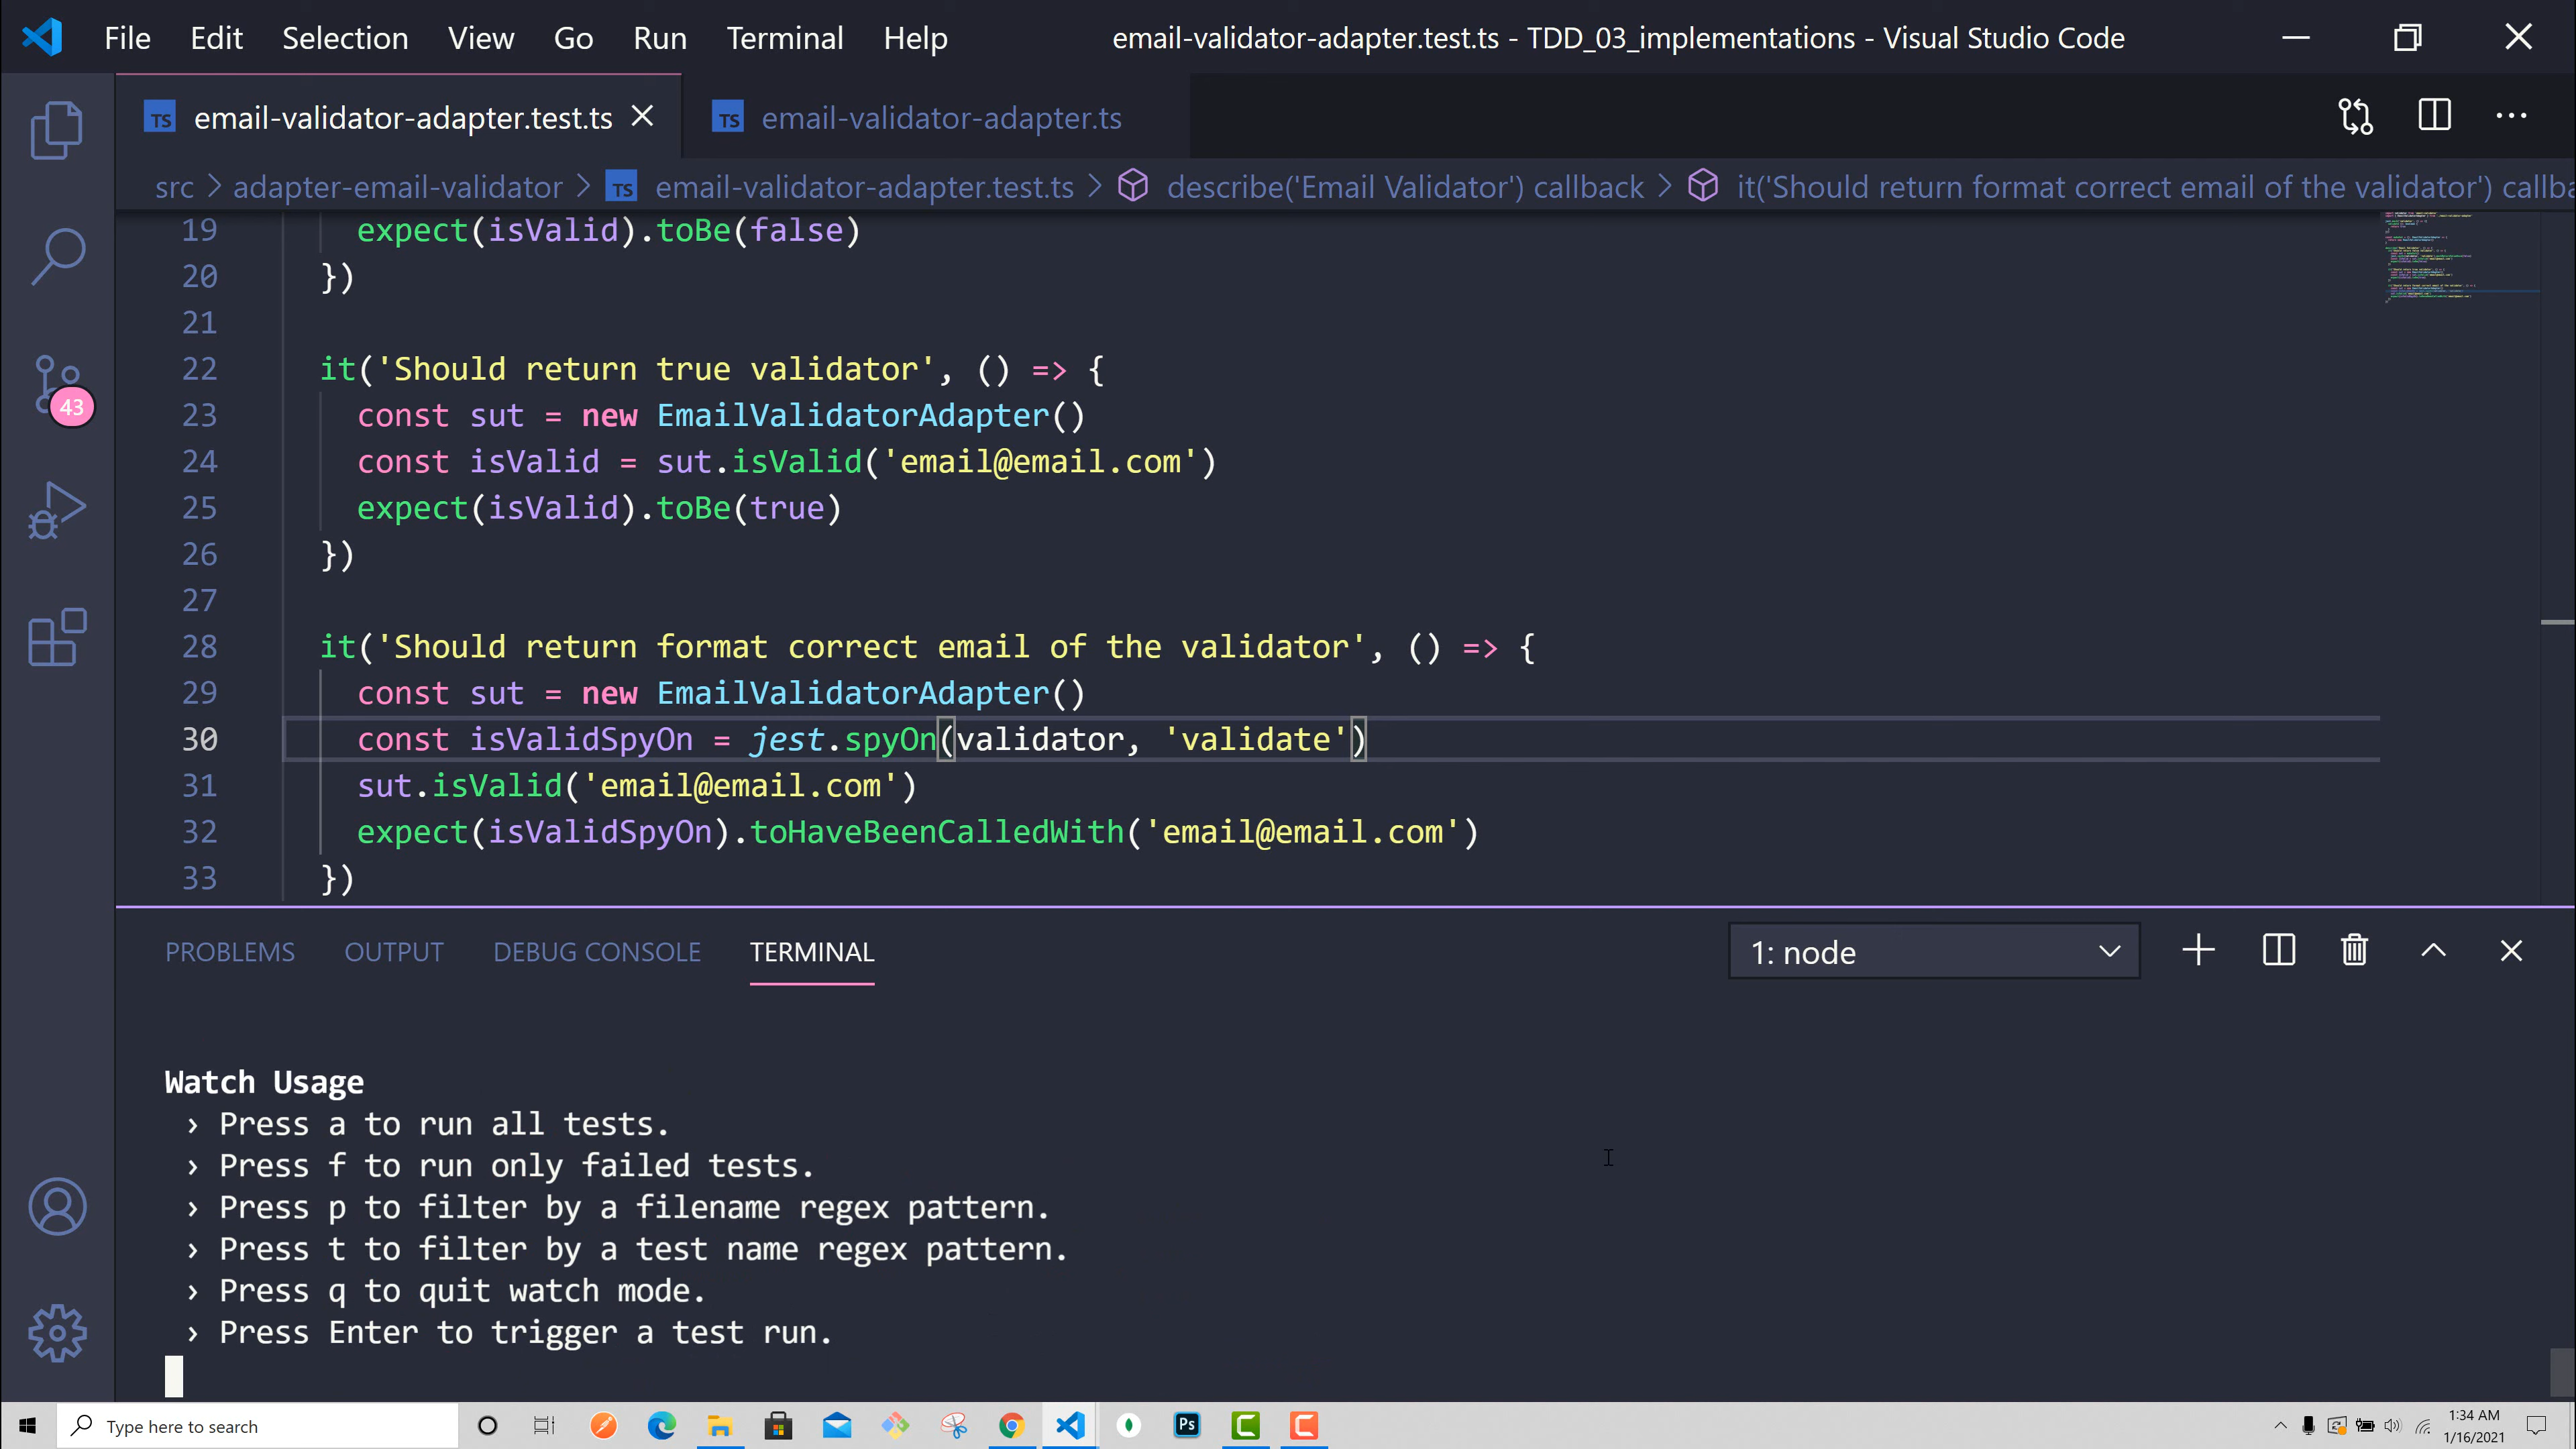 File Edit Selection View Go Run Terminal Help email-validator-adapter.test.ts - TDD_03_implementations - Visual Studio Code
TS email-validator-adapter.test.ts TS email-validator-adapter.ts
src > adapter-email-validator > TS email-validator-adapter.test.ts > describe('Email Validator') callback > it('Should return format correct email of the validator') callba
19 expect(isValid).toBe(false)
20 })
21
22 it('Should return true validator', () => {
23 const sut = new EmailValidatorAdapter()
24 const isValid = sut.isValid('email@email.com')
25 expect(isValid).toBe(true)
26 })
27
28 it('Should return format correct email of the validator', () => {
29 const sut = new EmailValidatorAdapter()
30 const isValidSpyOn = jest.spyOn(validator, 'validate')
31 sut.isValid('email@email.com')
32 expect(isValidSpyOn).toHaveBeenCalledWith('email@email.com')
33 })
43
PROBLEMS OUTPUT DEBUG CONSOLE TERMINAL 1: node
Watch Usage
› Press a to run all tests.
› Press f to run only failed tests.
› Press p to filter by a filename regex pattern.
› Press t to filter by a test name regex pattern.
› Press q to quit watch mode.
› Press Enter to trigger a test run.
Type here to search Ps 1:34 AM
1/16/2021